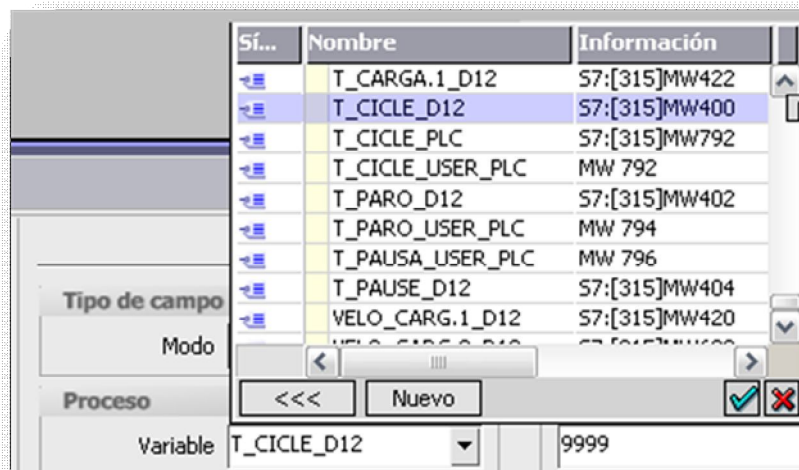 Sí... Nombre Información
T_CARGA.1_D12 S7:[315]MW422
T_CICLE_D12 S7:[315]MW400
T_CICLE_PLC S7:[315]MW792
T_CICLE_USER_PLC MW 792
T_PARO_D12 S7:[315]MW402
T_PARO_USER_PLC MW 794
T_PAUSA_USER_PLC MW 796
T_PAUSE_D12 S7:[315]MW404
VELO_CARG.1_D12 S7:[315]MW420
Tipo de campo
Modo
<<< Nuevo
Proceso
Variable T_CICLE_D12 9999